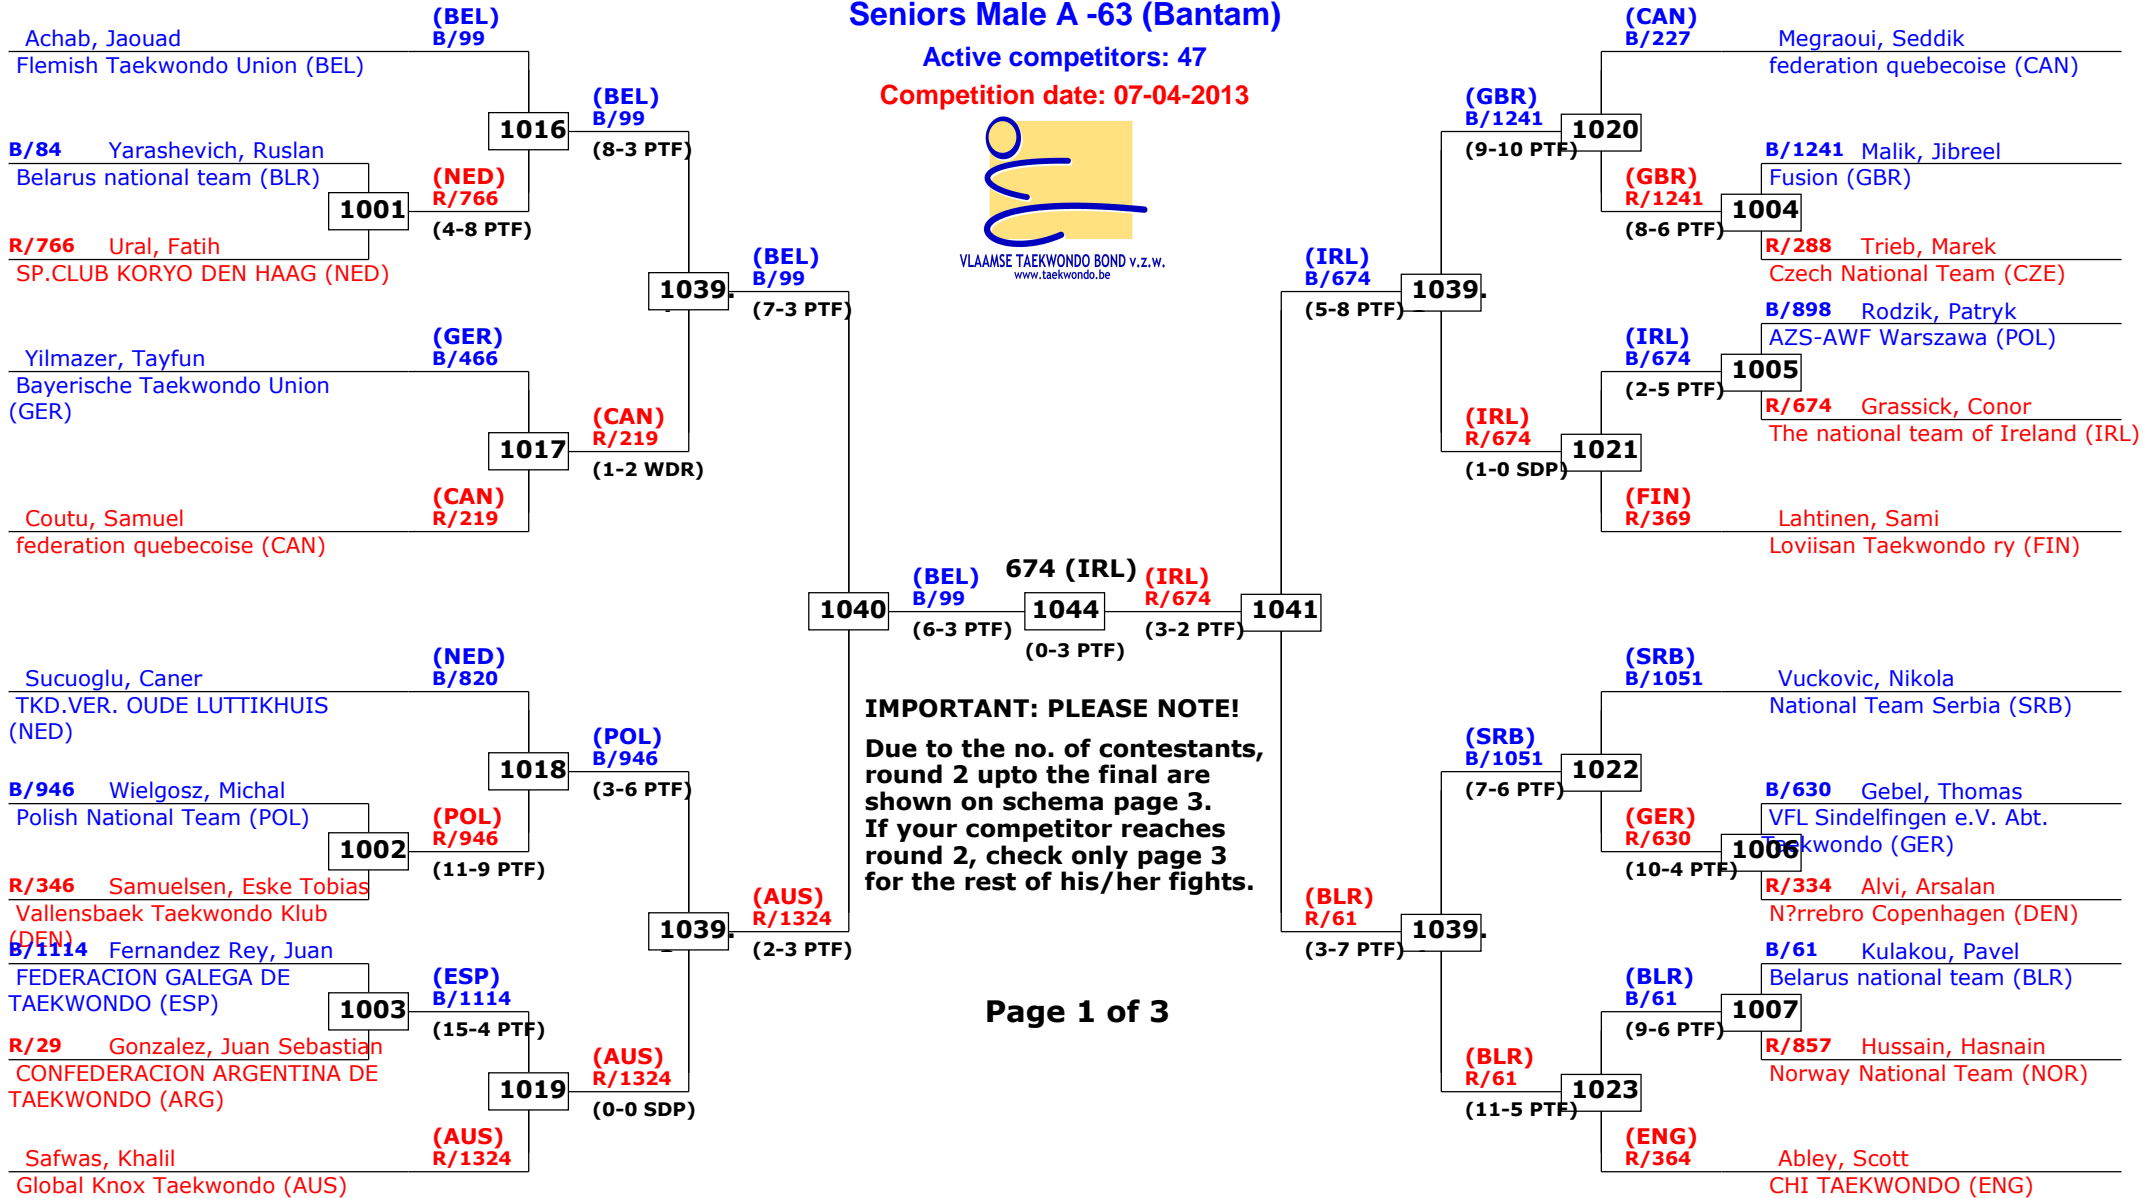 Seniors Male A -63 (Bantam)
Active competitors: 47
Competition date: 07-04-2013
VLAAMSE TAEKWONDO BOND v.z.w.
www.taekwondo.be
(BEL)
B/99
Achab, Jaouad
Flemish Taekwondo Union (BEL)
1016
(BEL)
B/99
(8-3 PTF)
B/84 Yarashevich, Ruslan
Belarus national team (BLR)
1001
(NED)
R/766
(4-8 PTF)
R/766 Ural, Fatih
SP.CLUB KORYO DEN HAAG (NED)
1039.
(BEL)
B/99
(7-3 PTF)
(GER)
B/466
Yilmazer, Tayfun
Bayerische Taekwondo Union
(GER)
1017
(CAN)
R/219
(1-2 WDR)
(CAN)
R/219
Coutu, Samuel
federation quebecoise (CAN)
1040
(BEL)
B/99
(6-3 PTF)
674 (IRL)
1044
(0-3 PTF)
(IRL)
R/674
(3-2 PTF)
1041
(NED)
B/820
Sucuoglu, Caner
TKD.VER. OUDE LUTTIKHUIS
(NED)
1018
(POL)
B/946
(3-6 PTF)
B/946 Wielgosz, Michal
Polish National Team (POL)
1002
(POL)
R/946
(11-9 PTF)
R/346 Samuelsen, Eske Tobias
Vallensbaek Taekwondo Klub
(DEN)
1039.
(AUS)
R/1324
(2-3 PTF)
B/1114 Fernandez Rey, Juan
FEDERACION GALEGA DE
TAEKWONDO (ESP)
1003
(ESP)
B/1114
(15-4 PTF)
R/29 Gonzalez, Juan Sebastian
CONFEDERACION ARGENTINA DE
TAEKWONDO (ARG)
1019
(AUS)
R/1324
(0-0 SDP)
(AUS)
R/1324
Safwas, Khalil
Global Knox Taekwondo (AUS)
IMPORTANT: PLEASE NOTE!
Due to the no. of contestants,
round 2 upto the final are
shown on schema page 3.
If your competitor reaches
round 2, check only page 3
for the rest of his/her fights.
Page 1 of 3
(CAN)
B/227
Megraoui, Seddik
federation quebecoise (CAN)
(GBR)
B/1241
(9-10 PTF)
1020
B/1241 Malik, Jibreel
Fusion (GBR)
(GBR)
R/1241
(8-6 PTF)
1004
R/288 Trieb, Marek
Czech National Team (CZE)
(IRL)
B/674
(5-8 PTF)
1039.
B/898 Rodzik, Patryk
AZS-AWF Warszawa (POL)
(IRL)
B/674
(2-5 PTF)
1005
R/674 Grassick, Conor
The national team of Ireland (IRL)
(IRL)
R/674
(1-0 SDP)
1021
(FIN)
R/369
Lahtinen, Sami
Loviisan Taekwondo ry (FIN)
(SRB)
B/1051
Vuckovic, Nikola
National Team Serbia (SRB)
(SRB)
B/1051
(7-6 PTF)
1022
B/630 Gebel, Thomas
VFL Sindelfingen e.V. Abt.
Taekwondo (GER)
(GER)
R/630
(10-4 PTF)
1006
R/334 Alvi, Arsalan
N?rrebro Copenhagen (DEN)
(BLR)
R/61
(3-7 PTF)
1039.
B/61 Kulakou, Pavel
Belarus national team (BLR)
(BLR)
B/61
(9-6 PTF)
1007
R/857 Hussain, Hasnain
Norway National Team (NOR)
(BLR)
R/61
(11-5 PTF)
1023
(ENG)
R/364
Abley, Scott
CHI TAEKWONDO (ENG)